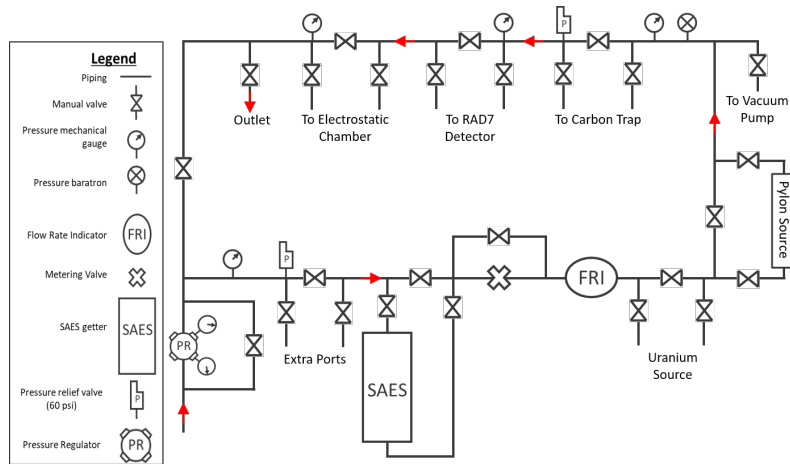 Legend
Piping
Manual valve
Pressure mechanical
gauge
Pressure baratron
Flow Rate Indicator
FRI
Metering Valve
SAES getter
SAES
Pressure relief valve
(60 psi)
P
Pressure Regulator
PR
P
Outlet
To Electrostatic
Chamber
To RAD7
Detector
To Carbon Trap
To Vacuum
Pump
Pylon Source
P
FRI
PR
Extra Ports
SAES
Uranium
Source